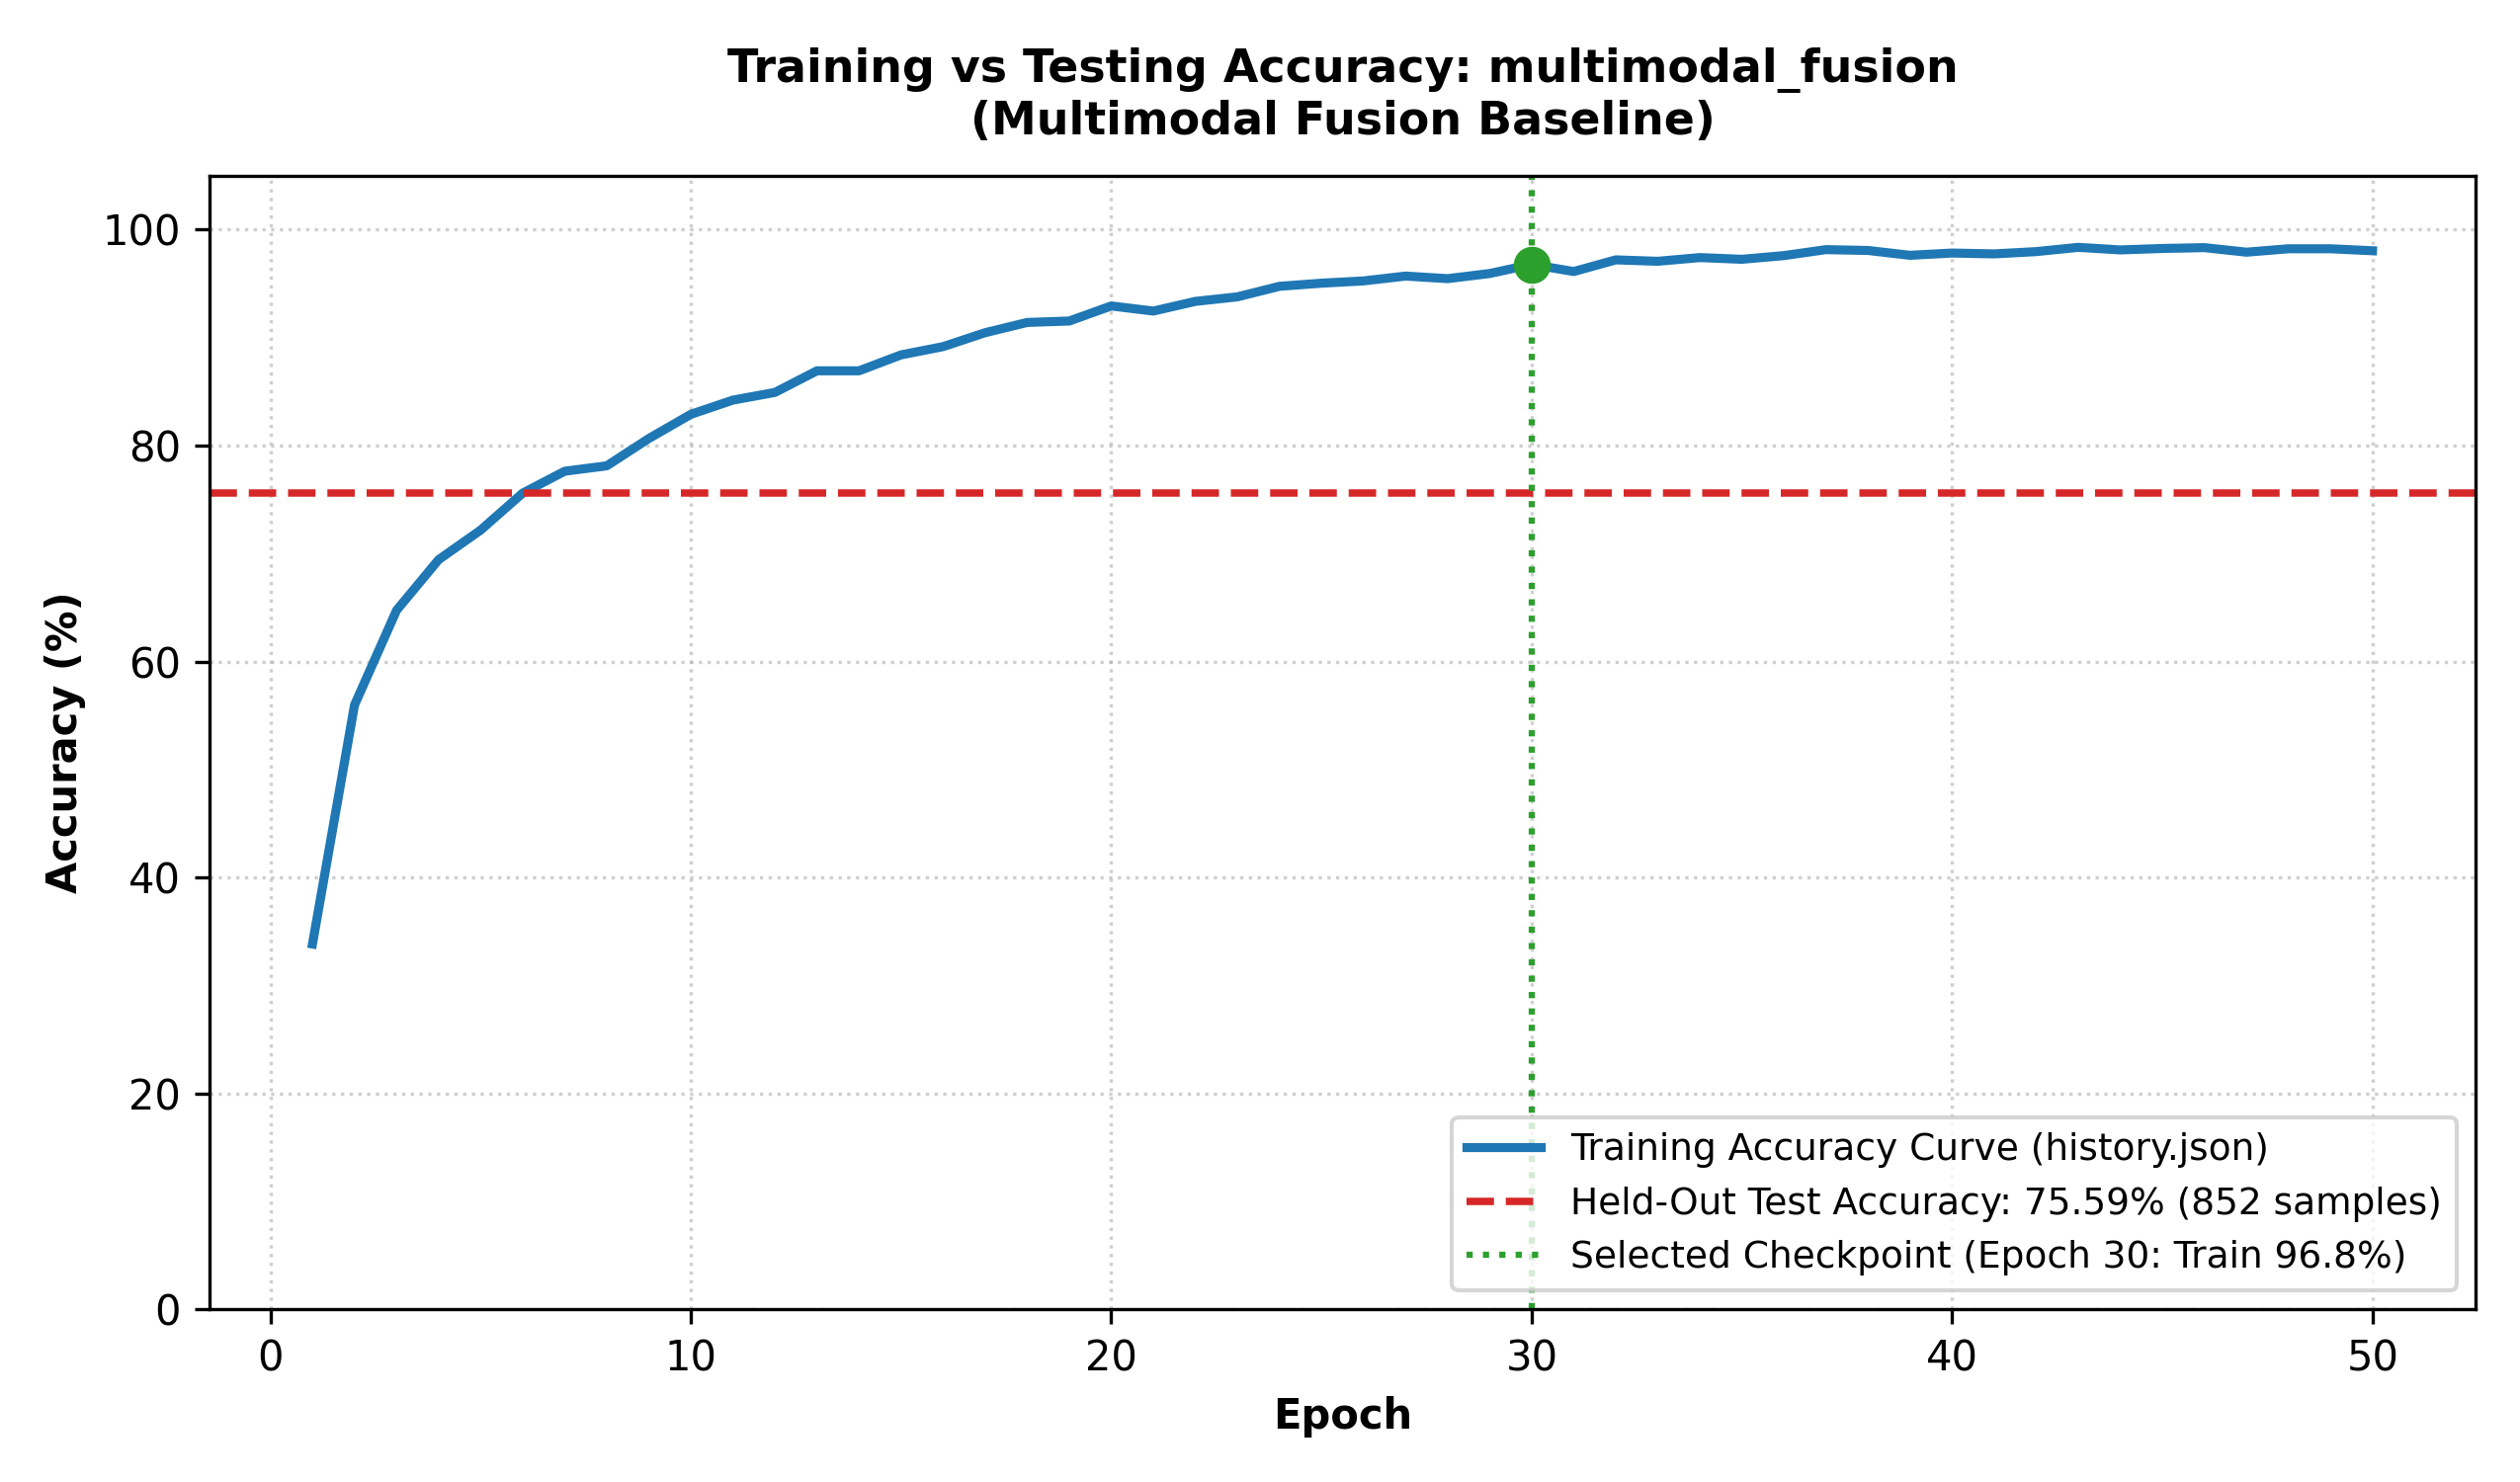 Training vs Testing Accuracy: multimodal_fusion
(Multimodal Fusion Baseline)
Accuracy (%)
100
80
60
40
20
0
Training Accuracy Curve (history.json)
Held-Out Test Accuracy: 75.59% (852 samples)
Selected Checkpoint (Epoch 30: Train 96.8%)
0 10 20 30 40 50
Epoch